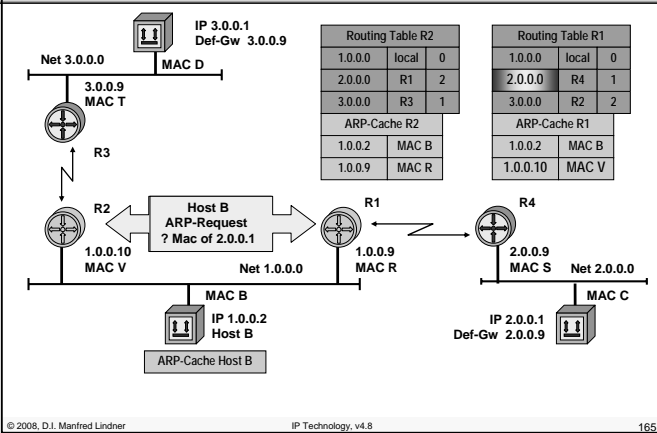 IP 3.0.0.1
Def-Gw 3.0.0.9
Net 3.0.0.0
MAC D
3.0.0.9
MAC T
R3
Routing Table R2
1.0.0.0 local 0
2.0.0.0 R1 2
3.0.0.0 R3 1
ARP-Cache R2
1.0.0.2 MAC B
1.0.0.9 MAC R
Routing Table R1
1.0.0.0 local 0
2.0.0.0 R4 1
3.0.0.0 R2 2
ARP-Cache R1
1.0.0.2 MAC B
1.0.0.10 MAC V
R2
Host B
ARP-Request
? Mac of 2.0.0.1
R1
R4
1.0.0.10
MAC V
Net 1.0.0.0
1.0.0.9
MAC R
2.0.0.9
MAC S
Net 2.0.0.0
MAC B
MAC C
IP 1.0.0.2
Host B
IP 2.0.0.1
Def-Gw 2.0.0.9
ARP-Cache Host B
© 2008, D.I. Manfred Lindner
IP Technology, v4.8
165